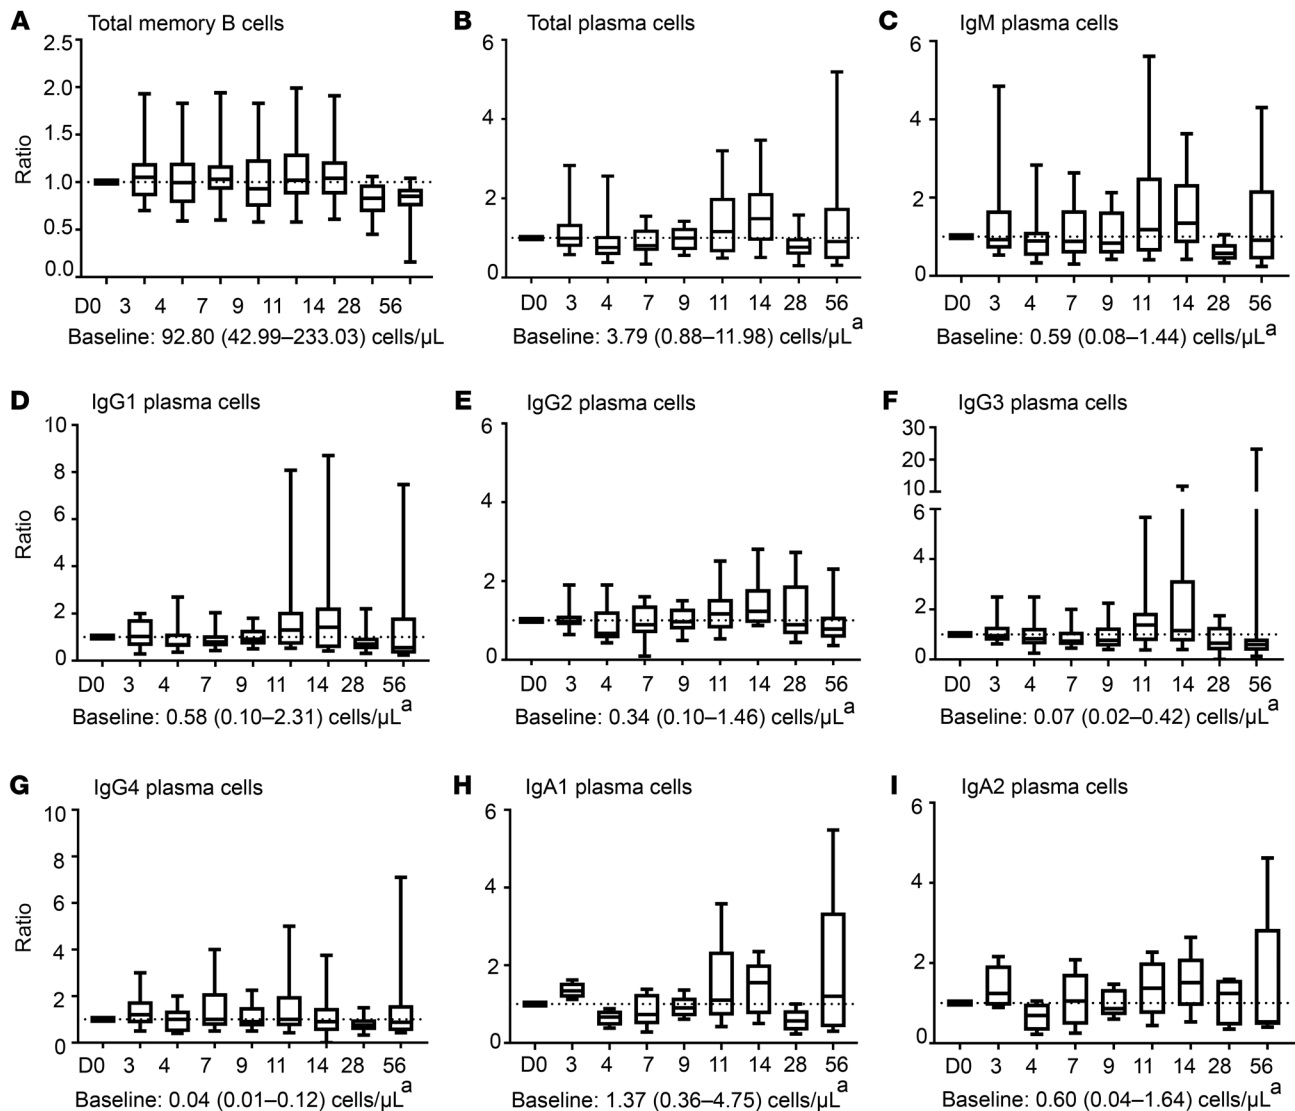 A Total memory B cells
2.5
2.0
1.5
1.0
0.5
0.0
Ratio
D0 3 4 7 9 11 14 28 56
Baseline: 92.80 (42.99–233.03) cells/μL
B Total plasma cells
6
4
2
0
D0 3 4 7 9 11 14 28 56
Baseline: 3.79 (0.88–11.98) cells/μLa
C IgM plasma cells
6
4
2
0
D0 3 4 7 9 11 14 28 56
Baseline: 0.59 (0.08–1.44) cells/μLa
D IgG1 plasma cells
10
8
6
4
2
0
Ratio
D0 3 4 7 9 11 14 28 56
Baseline: 0.58 (0.10–2.31) cells/μLa
E IgG2 plasma cells
6
4
2
0
D0 3 4 7 9 11 14 28 56
Baseline: 0.34 (0.10–1.46) cells/μLa
F IgG3 plasma cells
30
20
10
6
4
2
0
D0 3 4 7 9 11 14 28 56
Baseline: 0.07 (0.02–0.42) cells/μLa
G IgG4 plasma cells
10
8
6
4
2
0
Ratio
D0 3 4 7 9 11 14 28 56
Baseline: 0.04 (0.01–0.12) cells/μLa
H IgA1 plasma cells
6
4
2
0
D0 3 4 7 9 11 14 28 56
Baseline: 1.37 (0.36–4.75) cells/μLa
I IgA2 plasma cells
6
4
2
0
D0 3 4 7 9 11 14 28 56
Baseline: 0.60 (0.04–1.64) cells/μLa